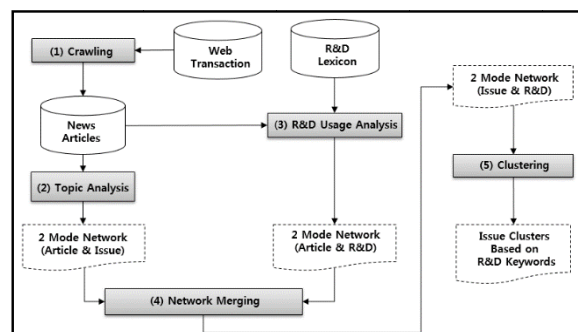 (1) Crawling
Web
Transaction
R&D
Lexicon
2 Mode Network
(Issue & R&D)
News
Articles
(3) R&D Usage Analysis
(5) Clustering
(2) Topic Analysis
2 Mode Network
(Article & Issue)
2 Mode Network
(Article & R&D)
Issue Clusters
Based on
R&D Keywords
(4) Network Merging